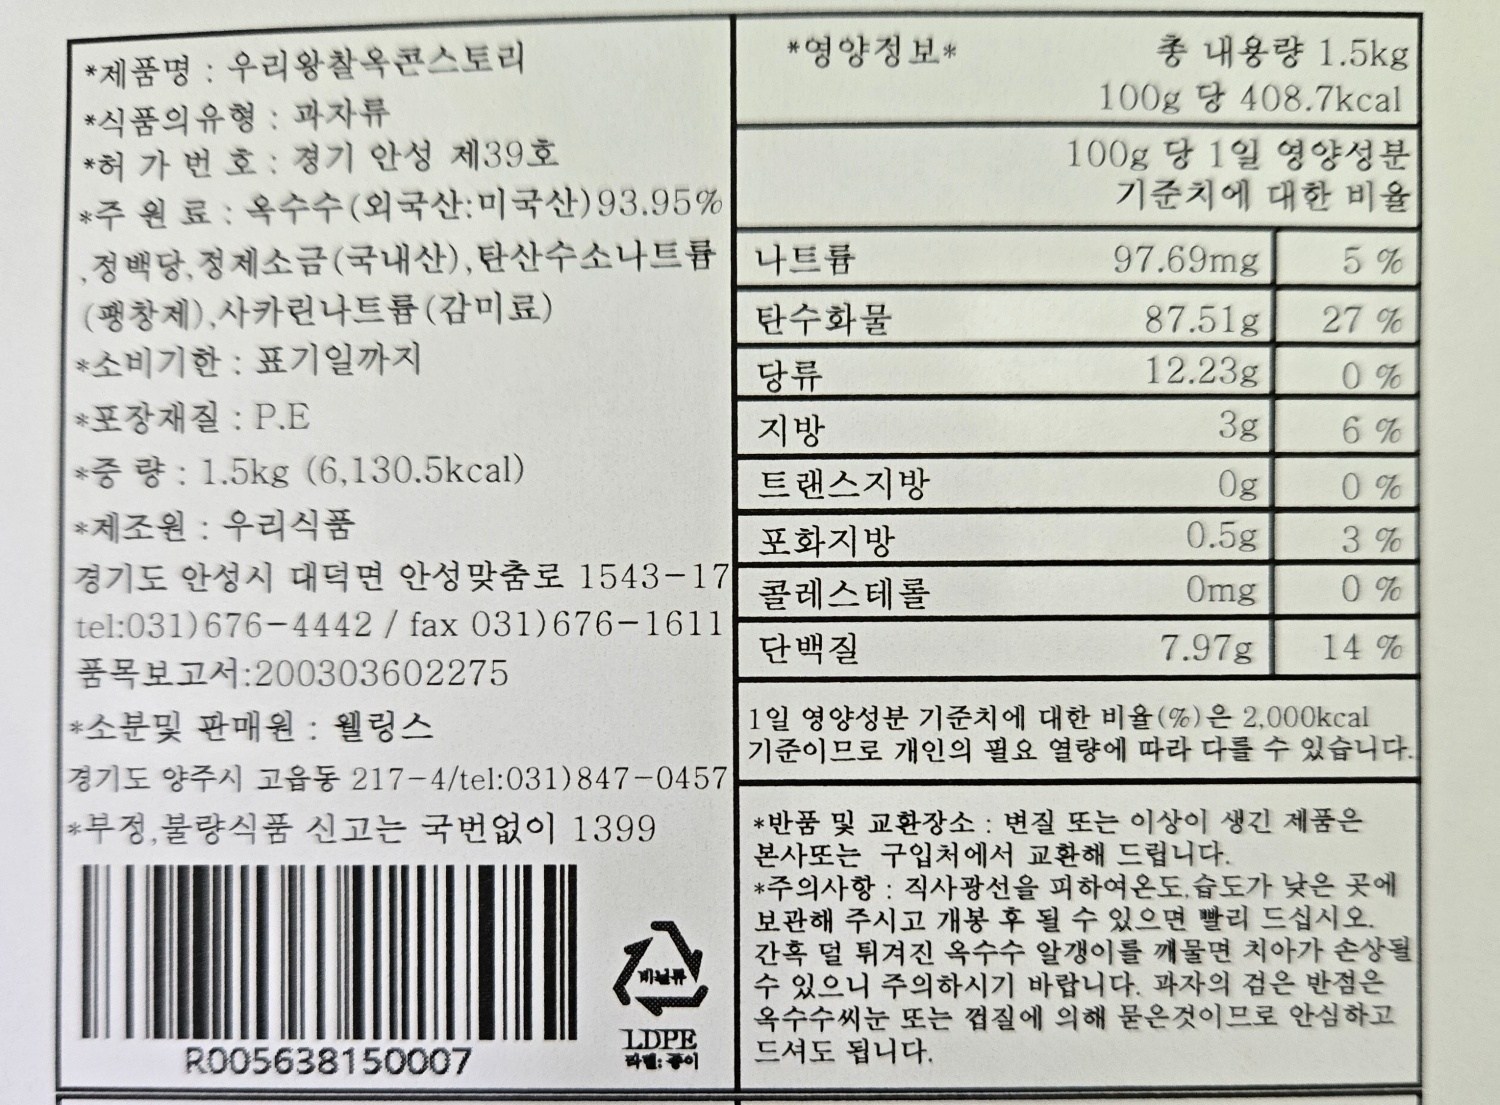 *제품명 : 우리왕찰옥콘스토리
*식품의유형 : 과자류
*허 가 번 호 : 경기 안성 제39호
*주 원 료 : 옥수수(외국산:미국산)93.95%
,정백당,정제소금(국내산),탄산수소나트륨
(팽창제),사카린나트륨(감미료)
*소비기한 : 표기일까지
*포장재질 : P.E
*중 량 : 1.5kg (6,130.5kcal)
*제조원 : 우리식품
경기도 안성시 대덕면 안성맞춤로 1543-17
tel:031)676-4442 / fax 031)676-1611
품목보고서:200303602275
*소분및 판매원 : 웰링스
경기도 양주시 고읍동 217-4/tel:031)847-0457
*부정,불량식품 신고는 국번없이 1399
R005638150007
비닐류
LDPE
라벨: 종이
*영양정보* 총 내용량 1.5kg
100g 당 408.7kcal
100g 당 1일 영양성분
기준치에 대한 비율
나트륨 97.69mg 5 %
탄수화물 87.51g 27 %
당류 12.23g 0 %
지방 3g 6 %
트랜스지방 0g 0 %
포화지방 0.5g 3 %
콜레스테롤 0mg 0 %
단백질 7.97g 14 %
1일 영양성분 기준치에 대한 비율(%)은 2,000kcal
기준이므로 개인의 필요 열량에 따라 다를 수 있습니다.
*반품 및 교환장소 : 변질 또는 이상이 생긴 제품은
본사또는 구입처에서 교환해 드립니다.
*주의사항 : 직사광선을 피하여온도,습도가 낮은 곳에
보관해 주시고 개봉 후 될 수 있으면 빨리 드십시오.
간혹 덜 튀겨진 옥수수 알갱이를 깨물면 치아가 손상될
수 있으니 주의하시기 바랍니다. 과자의 검은 반점은
옥수수씨눈 또는 껍질에 의해 묻은것이므로 안심하고
드셔도 됩니다.